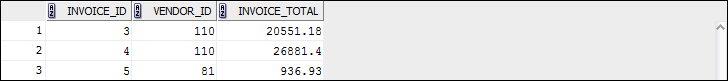 INVOICE_ID VENDOR_ID INVOICE_TOTAL
1 3 110 20551.18
2 4 110 26881.4
3 5 81 936.93